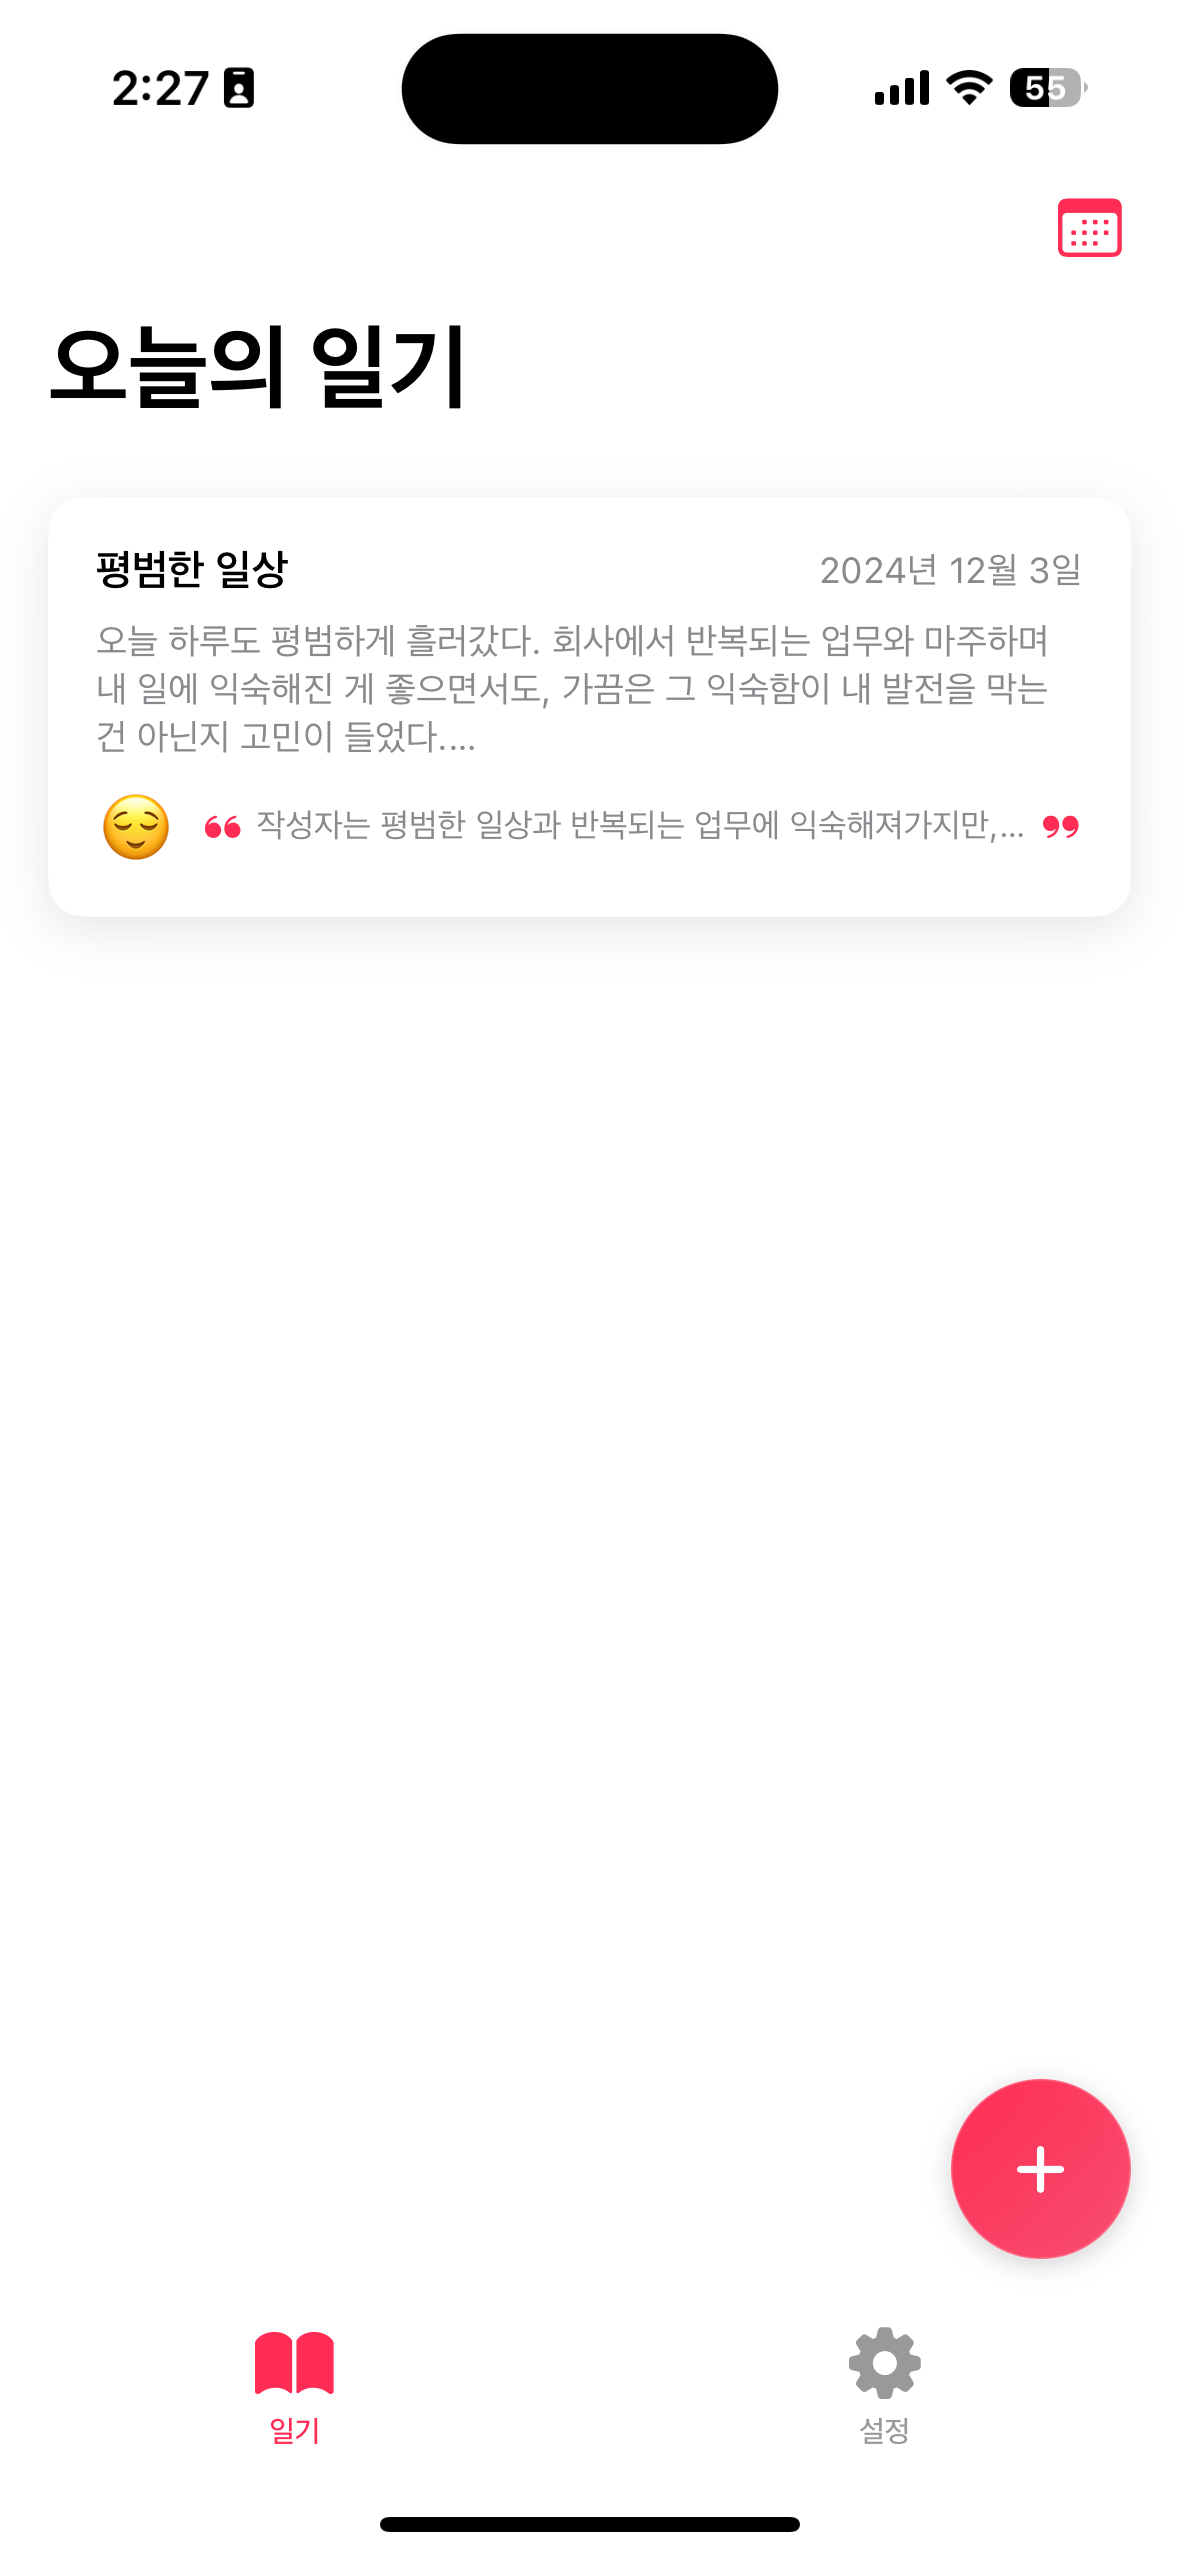 2:27
55
오늘의 일기
평범한 일상
2024년 12월 3일
오늘 하루도 평범하게 흘러갔다. 회사에서 반복되는 업무와 마주하며
내 일에 익숙해진 게 좋으면서도, 가끔은 그 익숙함이 내 발전을 막는
건 아닌지 고민이 들었다....
❝ 작성자는 평범한 일상과 반복되는 업무에 익숙해져가지만,... ❞
일기
설정